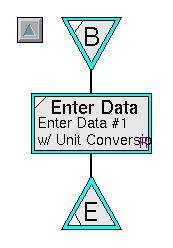 B
Enter Data
Enter Data #1
w/ Unit Conversio
E